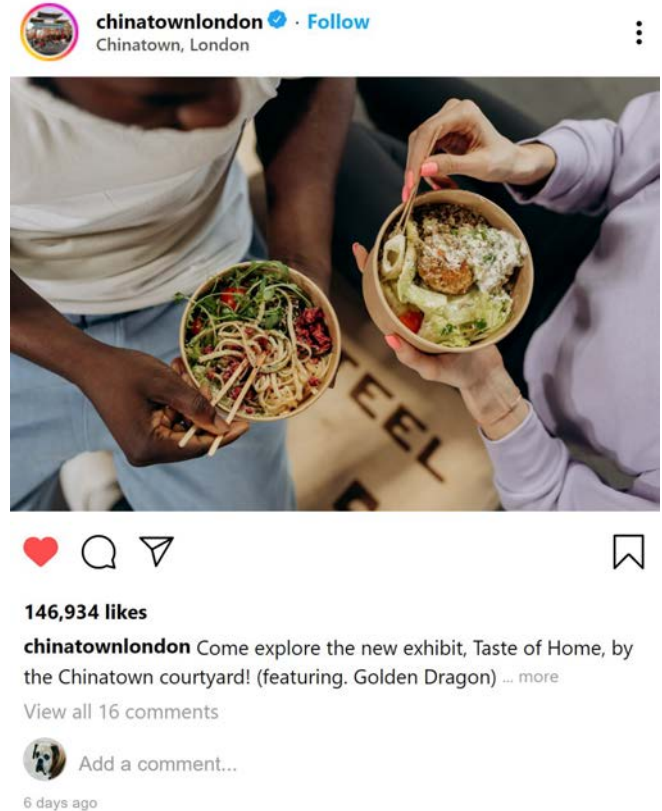 chinatownlondon · Follow
Chinatown, London
TEEL
146,934 likes
chinatownlondon Come explore the new exhibit, Taste of Home, by
the Chinatown courtyard! (featuring. Golden Dragon) ... more
View all 16 comments
Add a comment...
6 days ago